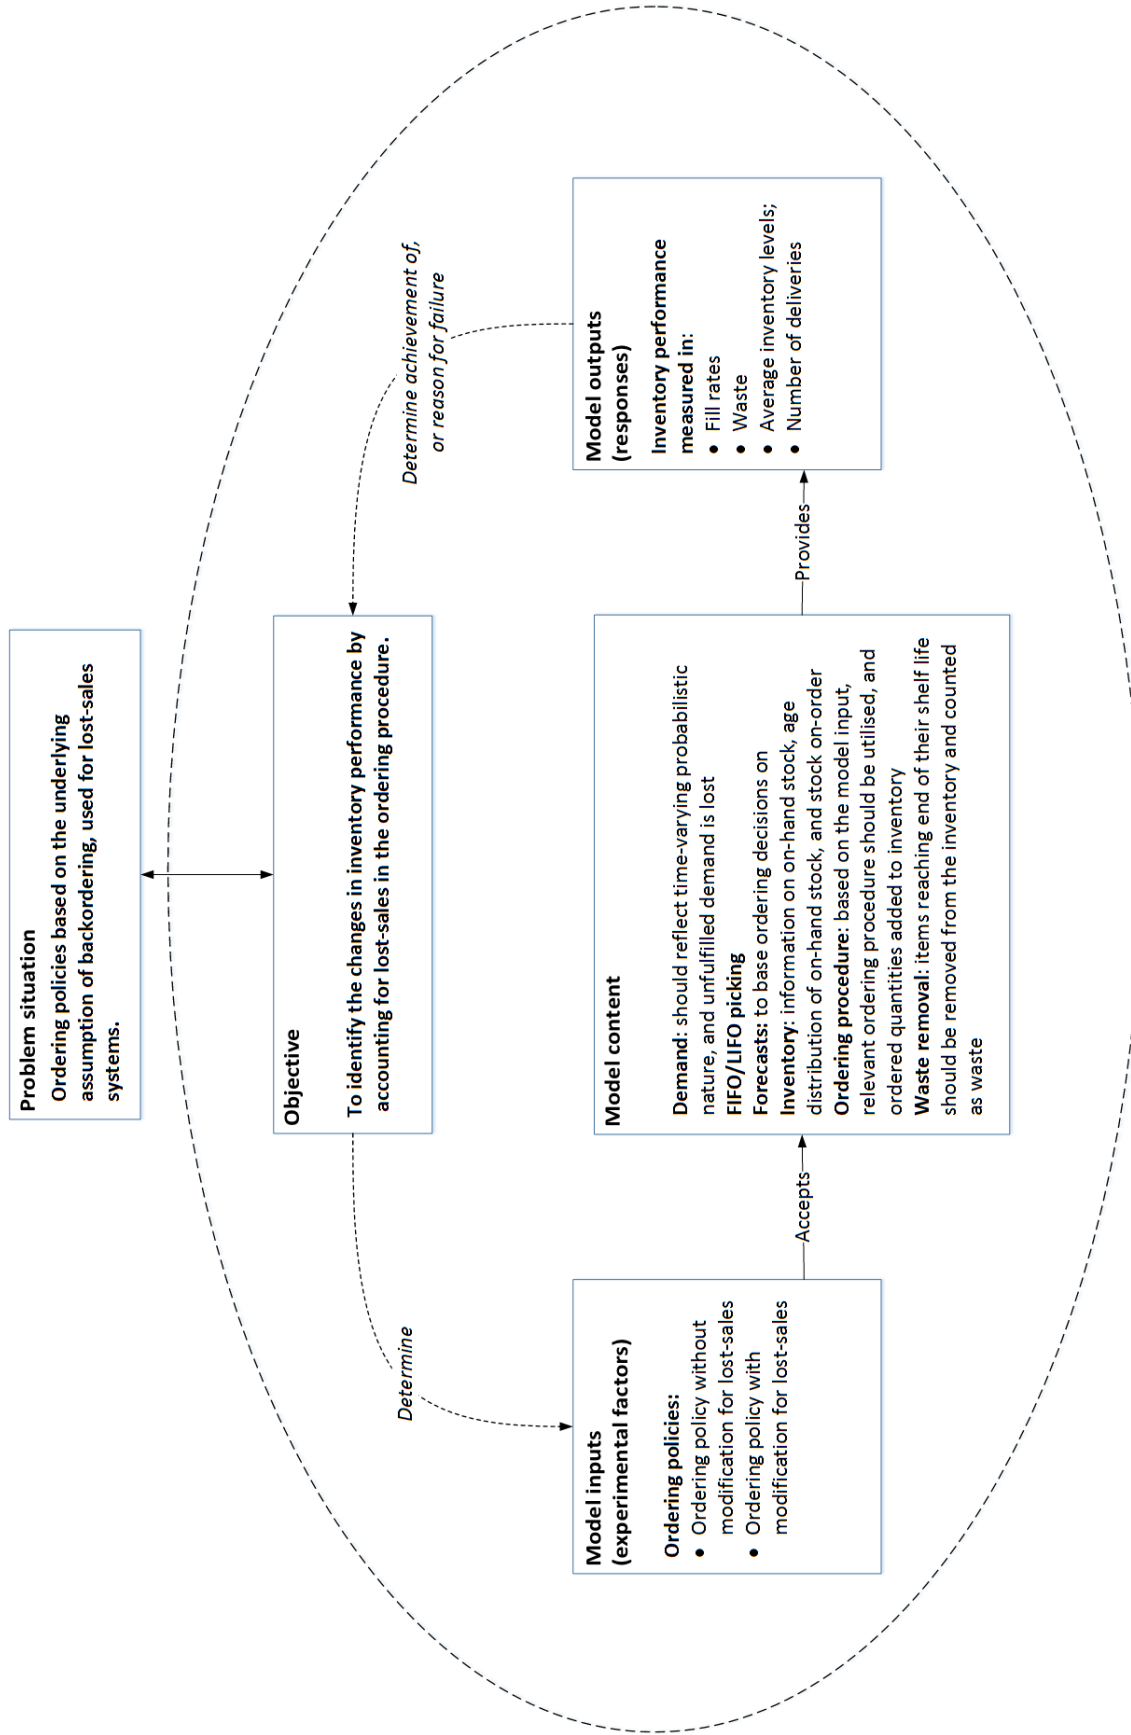 Problem situation
Ordering policies based on the underlying
assumption of backordering, used for lost-sales
systems.
Objective
To identify the changes in inventory performance by
accounting for lost-sales in the ordering procedure.
Determine
Determine achievement of,
or reason for failure
Model inputs
(experimental factors)
Ordering policies:
● Ordering policy without
modification for lost-sales
● Ordering policy with
modification for lost-sales
Accepts
Model content
Demand: should reflect time-varying probabilistic
nature, and unfulfilled demand is lost
FIFO/LIFO picking
Forecasts: to base ordering decisions on
Inventory: information on on-hand stock, age
distribution of on-hand stock, and stock on-order
Ordering procedure: based on the model input,
relevant ordering procedure should be utilised, and
ordered quantities added to inventory
Waste removal: items reaching end of their shelf life
should be removed from the inventory and counted
as waste
Provides
Model outputs
(responses)
Inventory performance
measured in:
● Fill rates
● Waste
● Average inventory levels;
● Number of deliveries